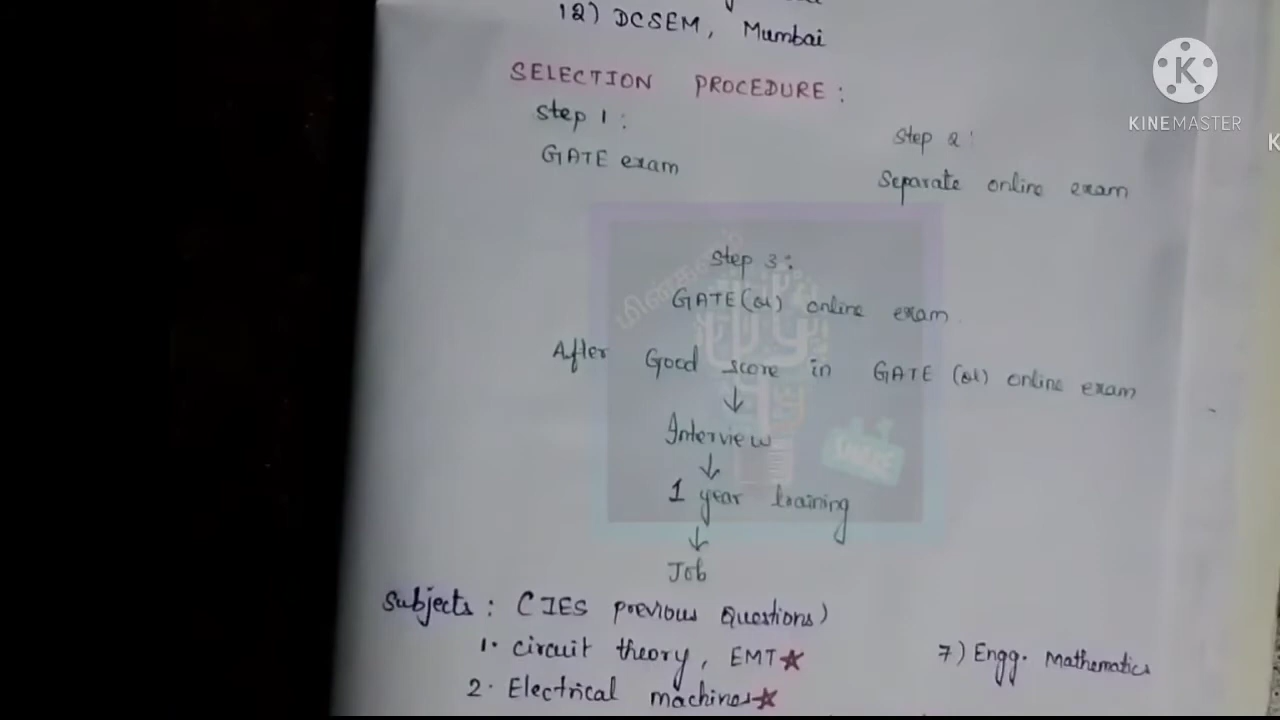 12) DCSEM, Mumbai
SELECTION PROCEDURE:
Step 1:
GATE exam
Step 2:
Separate online exam
Step 3:
GATE (or) online exam
After Good score in GATE (or) online exam
Interview
1 year training
Job
Subjects: (IES previous Questions)
1. circuit theory, EMT
2. Electrical machines
7) Engg. Mathematics
KINEMASTER